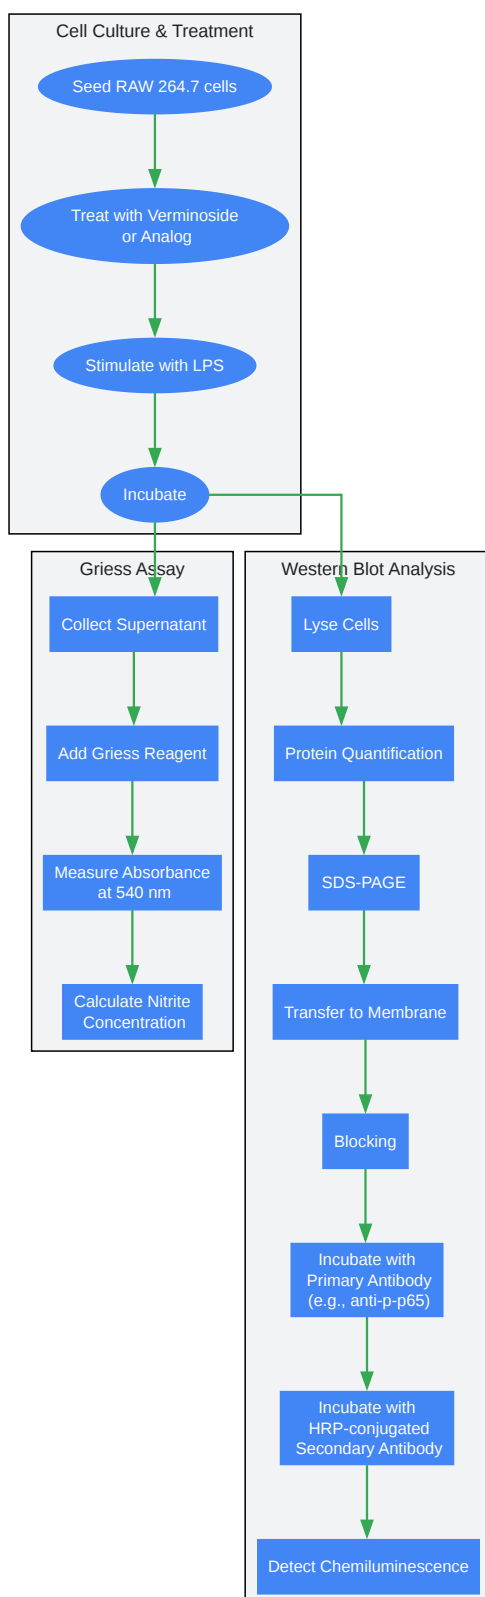 Cell Culture & Treatment
Seed RAW 264.7 cells
Treat with Verminoside
or Analog
Stimulate with LPS
Incubate
Griess Assay
Collect Supernatant
Add Griess Reagent
Measure Absorbance
at 540 nm
Calculate Nitrite
Concentration
Western Blot Analysis
Lyse Cells
Protein Quantification
SDS-PAGE
Transfer to Membrane
Blocking
Incubate with
Primary Antibody
(e.g., anti-p-p65)
Incubate with
HRP-conjugated
Secondary Antibody
Detect Chemiluminescence